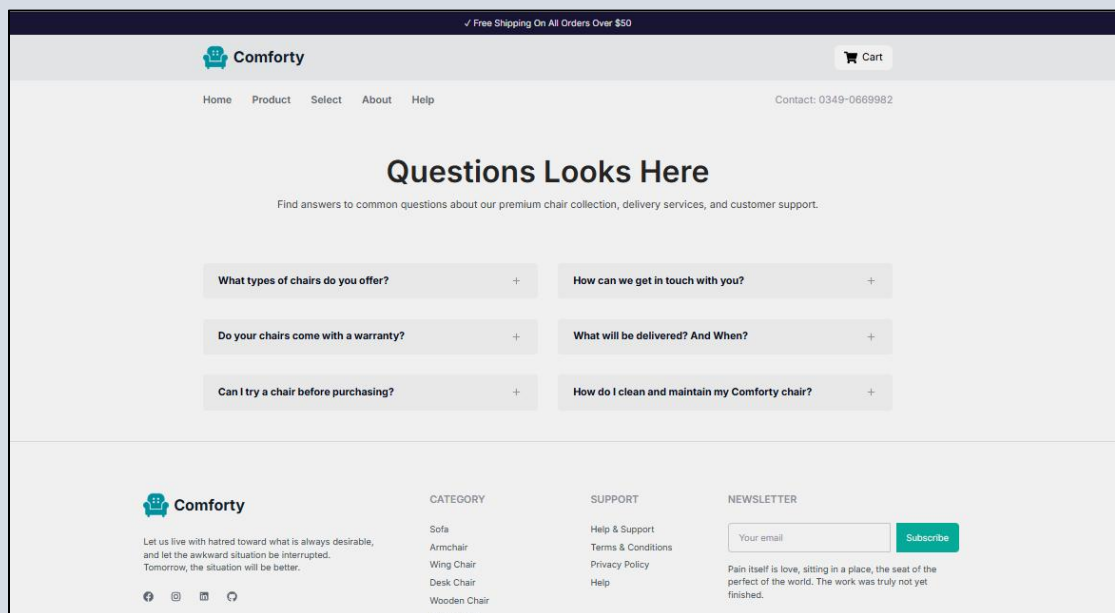 ✓ Free Shipping On All Orders Over $50
Comforty
Cart
Home Product Select About Help
Contact: 0349-0669982
Questions Looks Here
Find answers to common questions about our premium chair collection, delivery services, and customer support.
What types of chairs do you offer? +
How can we get in touch with you? +
Do your chairs come with a warranty? +
What will be delivered? And When? +
Can I try a chair before purchasing? +
How do I clean and maintain my Comforty chair? +
Comforty
Let us live with hatred toward what is always desirable,
and let the awkward situation be interrupted.
Tomorrow, the situation will be better.
CATEGORY
Sofa
Armchair
Wing Chair
Desk Chair
Wooden Chair
SUPPORT
Help & Support
Terms & Conditions
Privacy Policy
Help
NEWSLETTER
Your email
Subscribe
Pain itself is love, sitting in a place, the seat of the
perfect of the world. The work was truly not yet
finished.